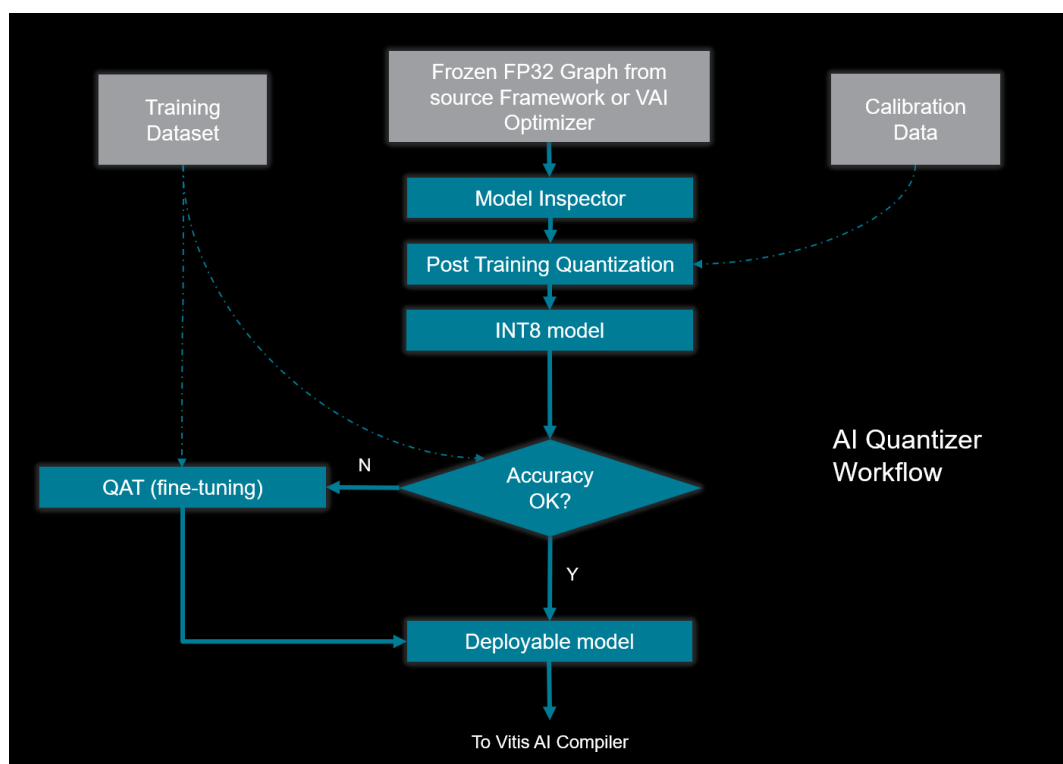 Frozen FP32 Graph from
source Framework or VAI
Optimizer
Training
Dataset
Calibration
Data
Model Inspector
Post Training Quantization
INT8 model
Accuracy
OK?
N
QAT (fine-tuning)
AI Quantizer
Workflow
Y
Deployable model
To Vitis AI Compiler